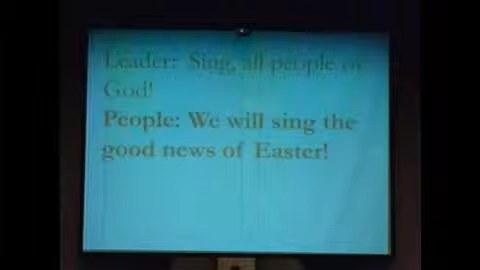 Leader: Sing, all people of
God!
People: We will sing the
good news of Easter!